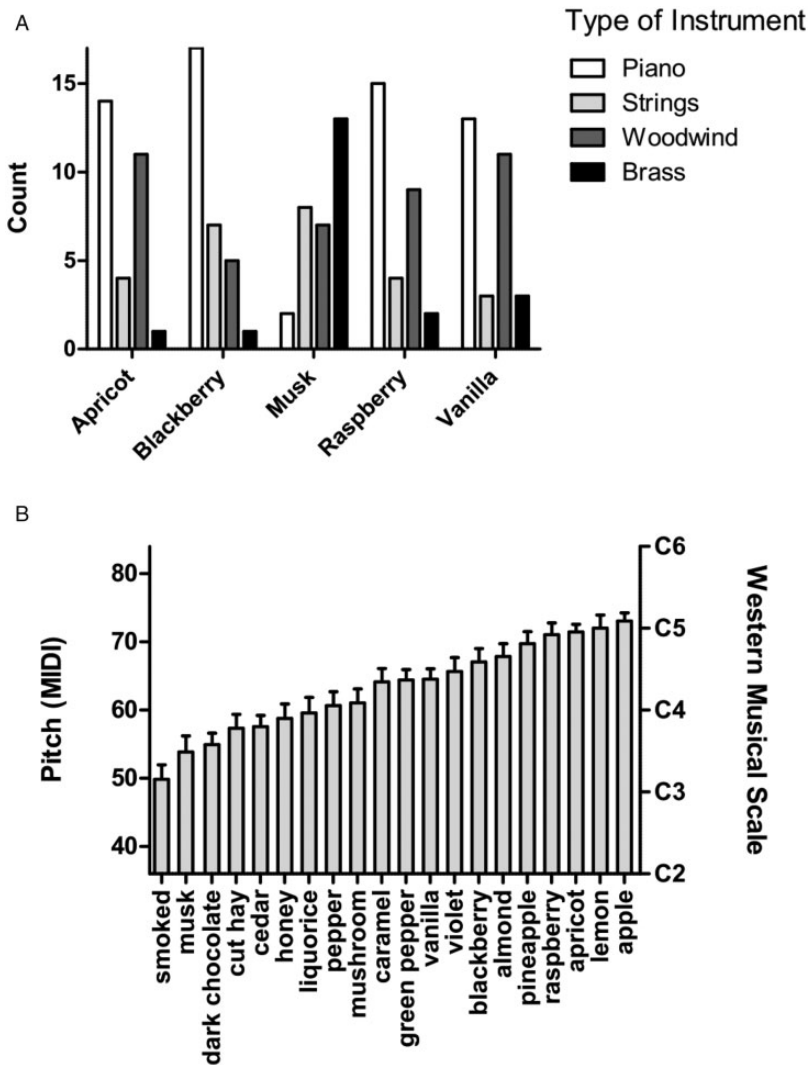 A
Type of Instrument
Piano
Strings
Woodwind
Brass
Count
15
10
5
0
Apricot
Blackberry
Musk
Raspberry
Vanilla
B
Pitch (MIDI)
80
70
60
50
40
C6
C5
C4
C3
C2
Western Musical Scale
smoked
musk
dark chocolate
cut hay
cedar
honey
liquorice
pepper
mushroom
caramel
green pepper
vanilla
violet
blackberry
almond
pineapple
raspberry
apricot
lemon
apple